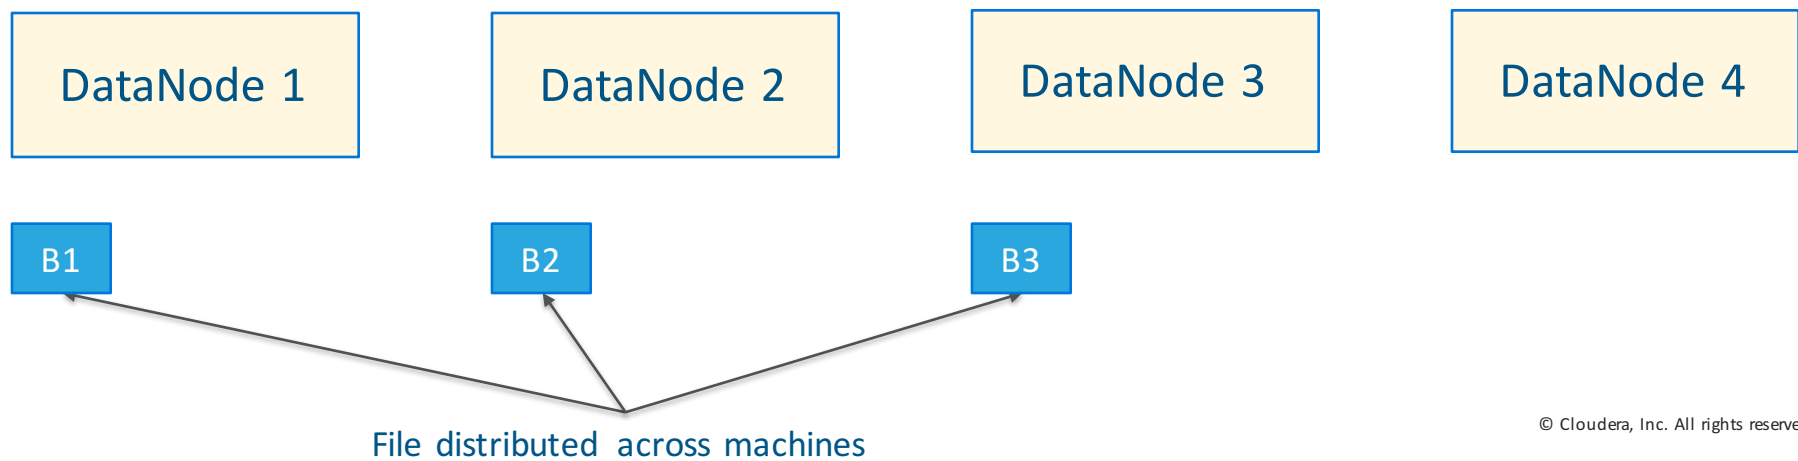 DataNode 1
DataNode 2
DataNode 3
DataNode 4
B1
B2
B3
File distributed across machines
© Cloudera, Inc. All rights reserve